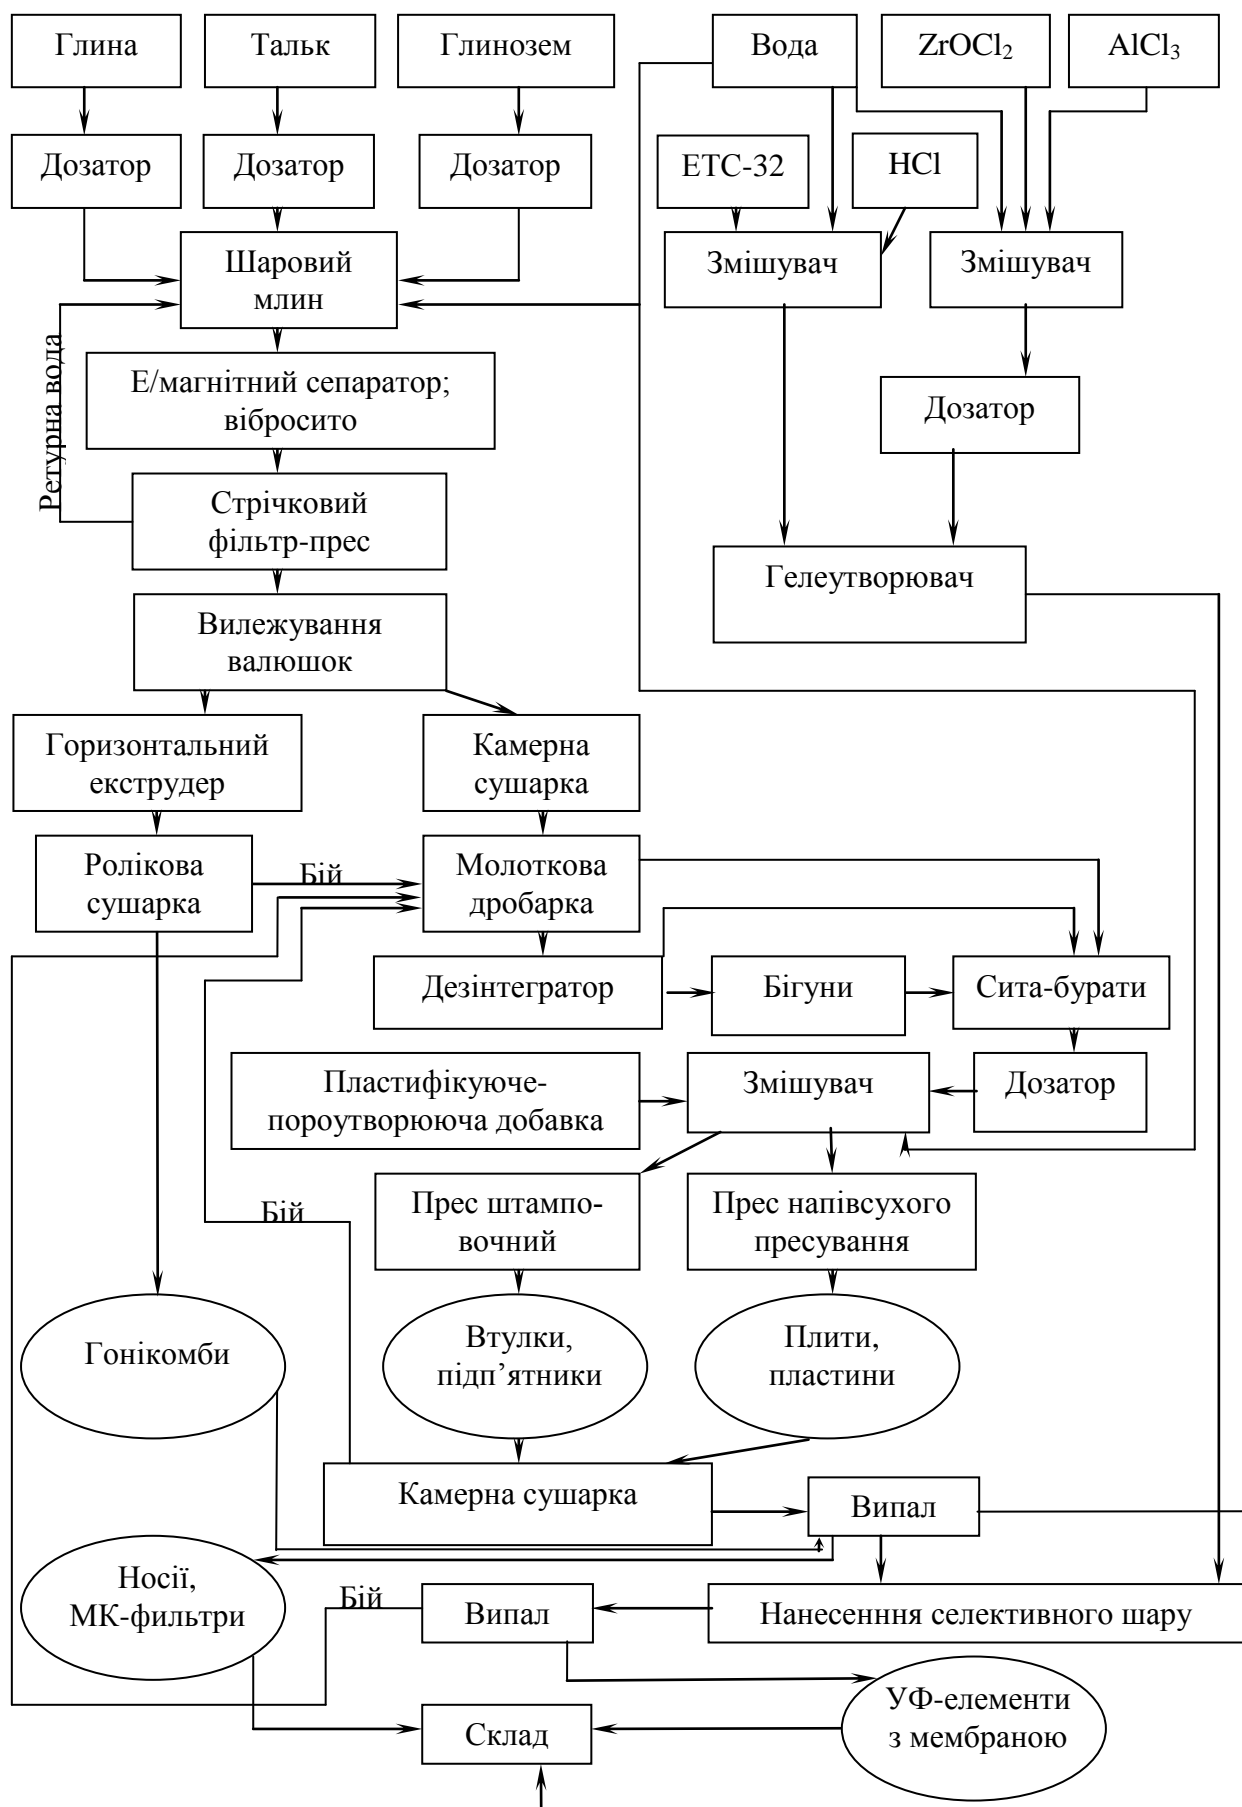 Глина
Тальк
Глинозем
Вода
ZrOCl₂
AlCl₃
Дозатор
Дозатор
Дозатор
ЕТС-32
HCl
Шаровий
млин
Змішувач
Змішувач
Ретурна вода
Е/магнітний сепаратор;
вібросито
Дозатор
Стрічковий
фільтр-прес
Гелеутворювач
Вилежування
валюшок
Горизонтальний
екструдер
Камерна
сушарка
Ролікова
сушарка
Бій
Молоткова
дробарка
Дезінтегратор
Бігуни
Сита-бурати
Пластифікуюче-
пороутворююча добавка
Змішувач
Дозатор
Бій
Прес штампо-
вочний
Прес напівсухого
пресування
Гонікомби
Втулки,
підп’ятники
Плити,
пластини
Камерна сушарка
Випал
Носії,
МК-фильтри
Бій
Випал
Нанесенння селективного шару
Склад
УФ-елементи
з мембраною